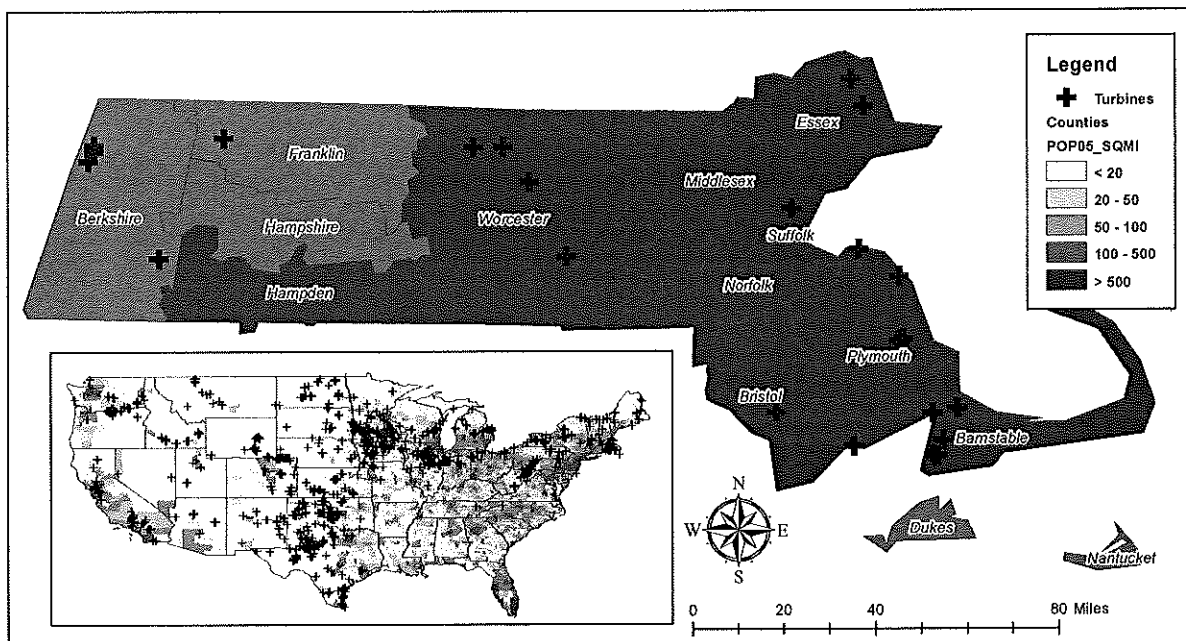 Legend
Turbines
Counties
POP05_SQMI
< 20
20 - 50
50 - 100
100 - 500
> 500
Essex
Franklin
Middlesex
Berkshire
Hampshire
Worcester
Suffolk
Hampden
Norfolk
Plymouth
Bristol
Barnstable
N
W E
S
Dukes
Nantucket
0 20 40 80 Miles